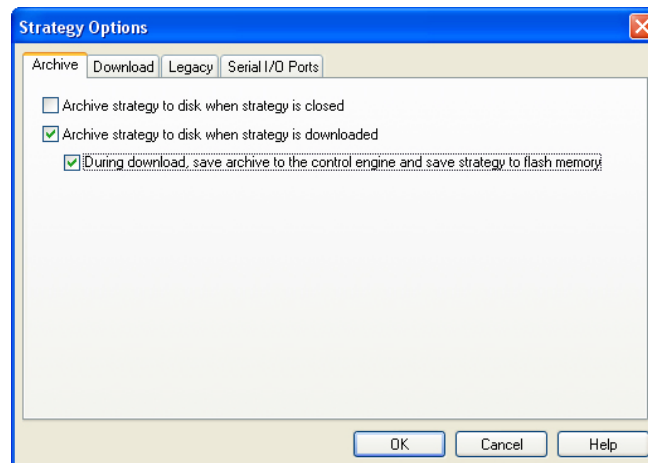 Strategy Options
Archive Download Legacy Serial I/O Ports
Archive strategy to disk when strategy is closed
Archive strategy to disk when strategy is downloaded
During download, save archive to the control engine and save strategy to flash memory
OK Cancel Help